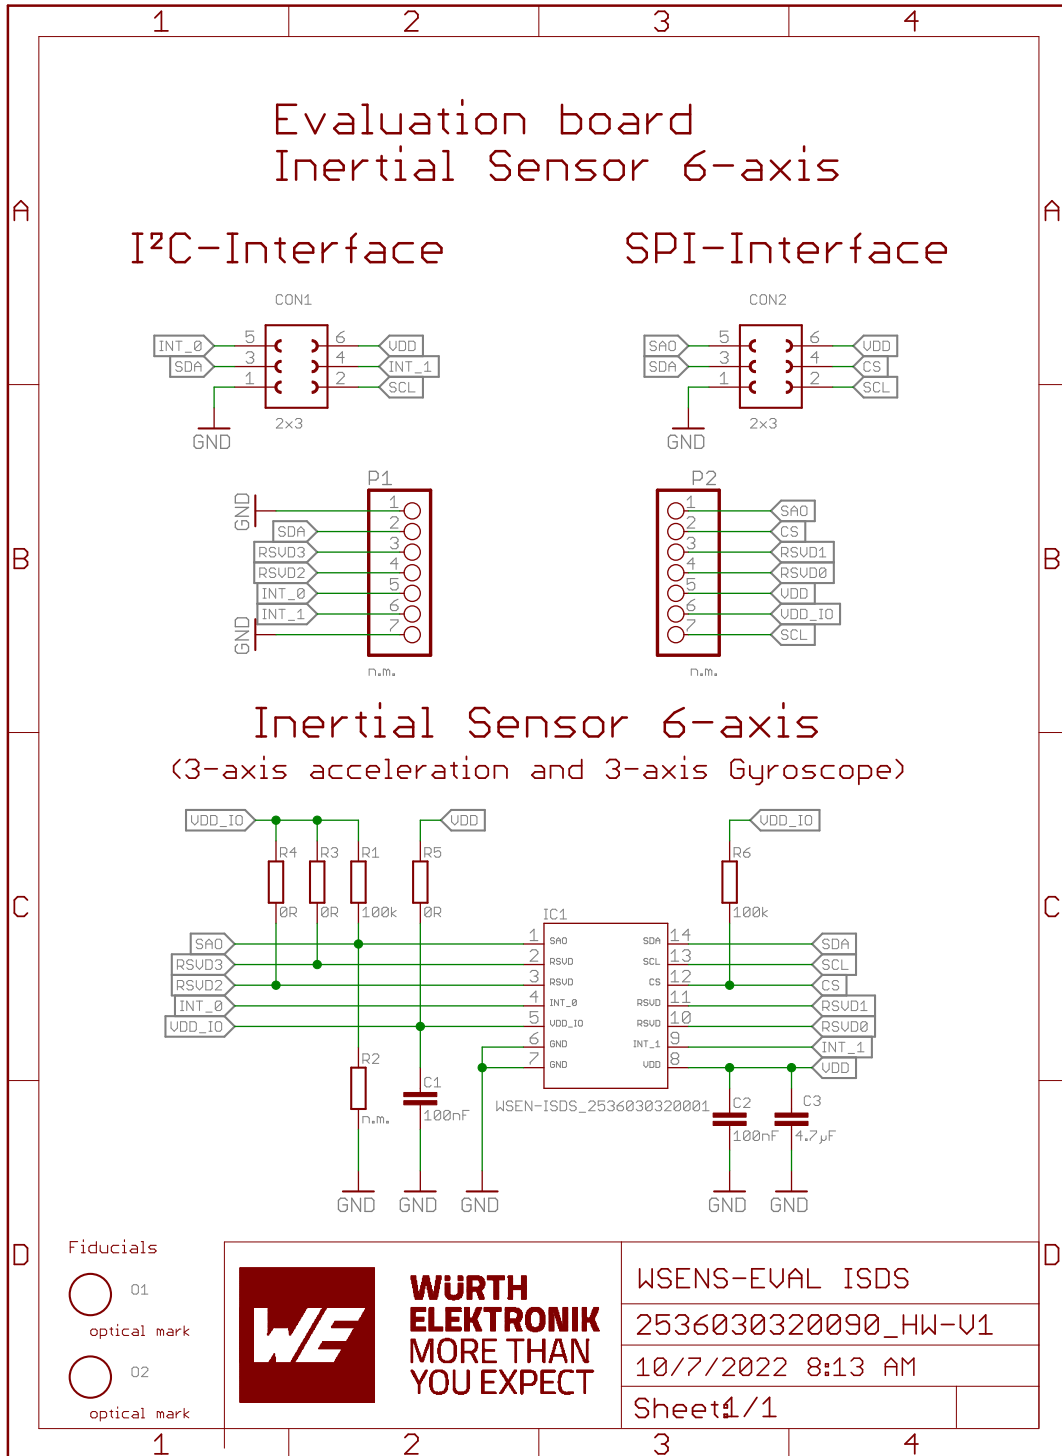 1 2 3 4
Evaluation board
Inertial Sensor 6-axis
A A
I²C-Interface SPI-Interface
CON1 CON2
INT_0 5 6 VDD SAO 5 6 VDD
SDA 3 4 INT_1 SDA 3 4 CS
1 2 SCL 1 2 SCL
2x3 2x3
GND GND
P1 P2
GND 1 1 SAO
SDA 2 2 CS
RSVD3 3 3 RSVD1
B RSVD2 4 4 RSVD0 B
INT_0 5 5 VDD
INT_1 6 6 VDD_IO
GND 7 7 SCL
n.m. n.m.
Inertial Sensor 6-axis
(3-axis acceleration and 3-axis Gyroscope)
VDD_IO VDD VDD_IO
R4 R3 R1 R5 R6
C C
0R 0R 100k 0R 100k
IC1
SAO 1 SAO SDA 14 SDA
RSVD3 2 RSVD SCL 13 SCL
RSVD2 3 RSVD CS 12 CS
INT_0 4 INT_0 RSVD 11 RSVD1
VDD_IO 5 VDD_IO RSVD 10 RSVD0
6 GND INT_1 9 INT_1
R2 7 GND VDD 8 VDD
C1 C2 C3
WSEN-ISDS_2536030320001
n.m. 100nF 100nF 4.7µF
GND GND GND GND GND
D D
Fiducials
O1
optical mark
O2
optical mark
WE
WÜRTH
ELEKTRONIK
MORE THAN
YOU EXPECT
WSENS-EVAL ISDS
2536030320090_HW-V1
10/7/2022 8:13 AM
Sheet: 1/1
1 2 3 4